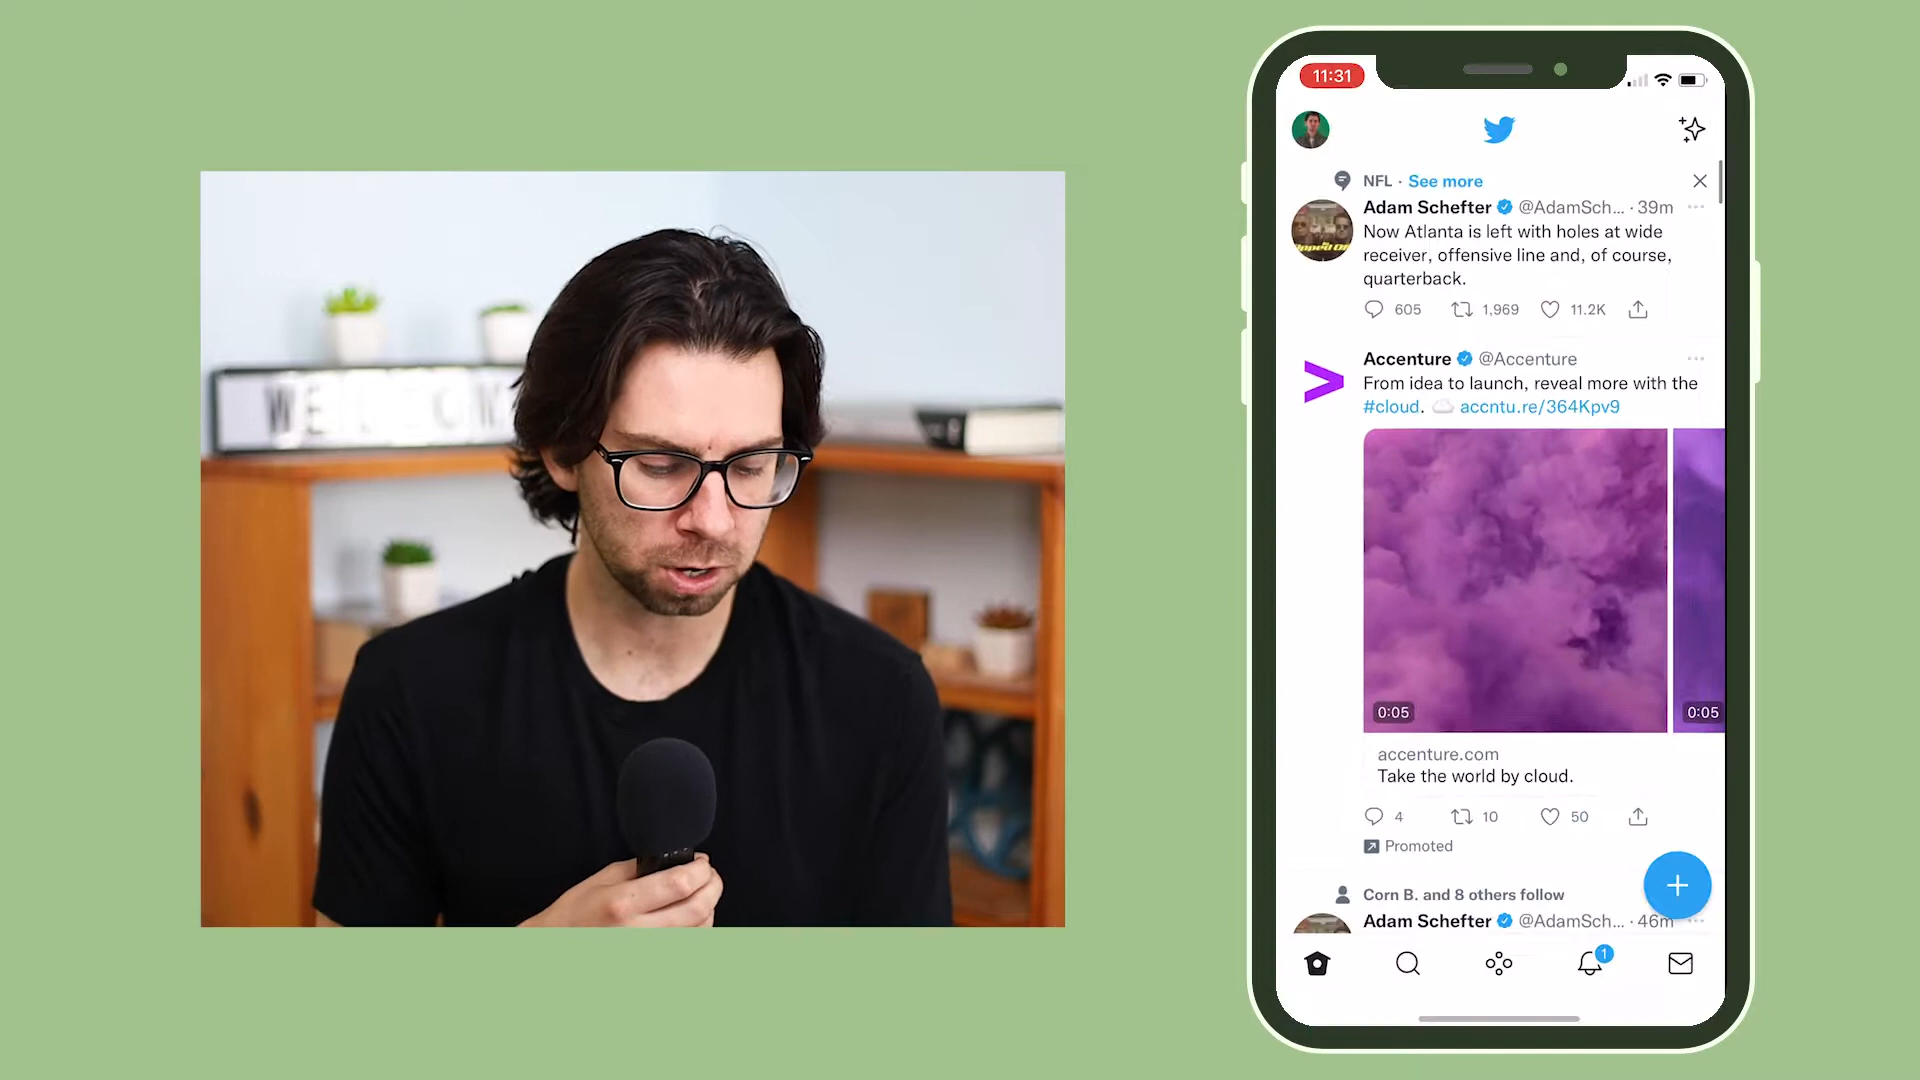 WELCOM
11:31
NFL · See more
Adam Schefter @AdamSch... · 39m
Now Atlanta is left with holes at wide
receiver, offensive line and, of course,
quarterback.
605 1,969 11.2K
Accenture @Accenture
From idea to launch, reveal more with the
#cloud. accntu.re/364Kpv9
0:05 0:05
accenture.com
Take the world by cloud.
4 10 50
Promoted
Corn B. and 8 others follow
Adam Schefter @AdamSch... · 46m
1